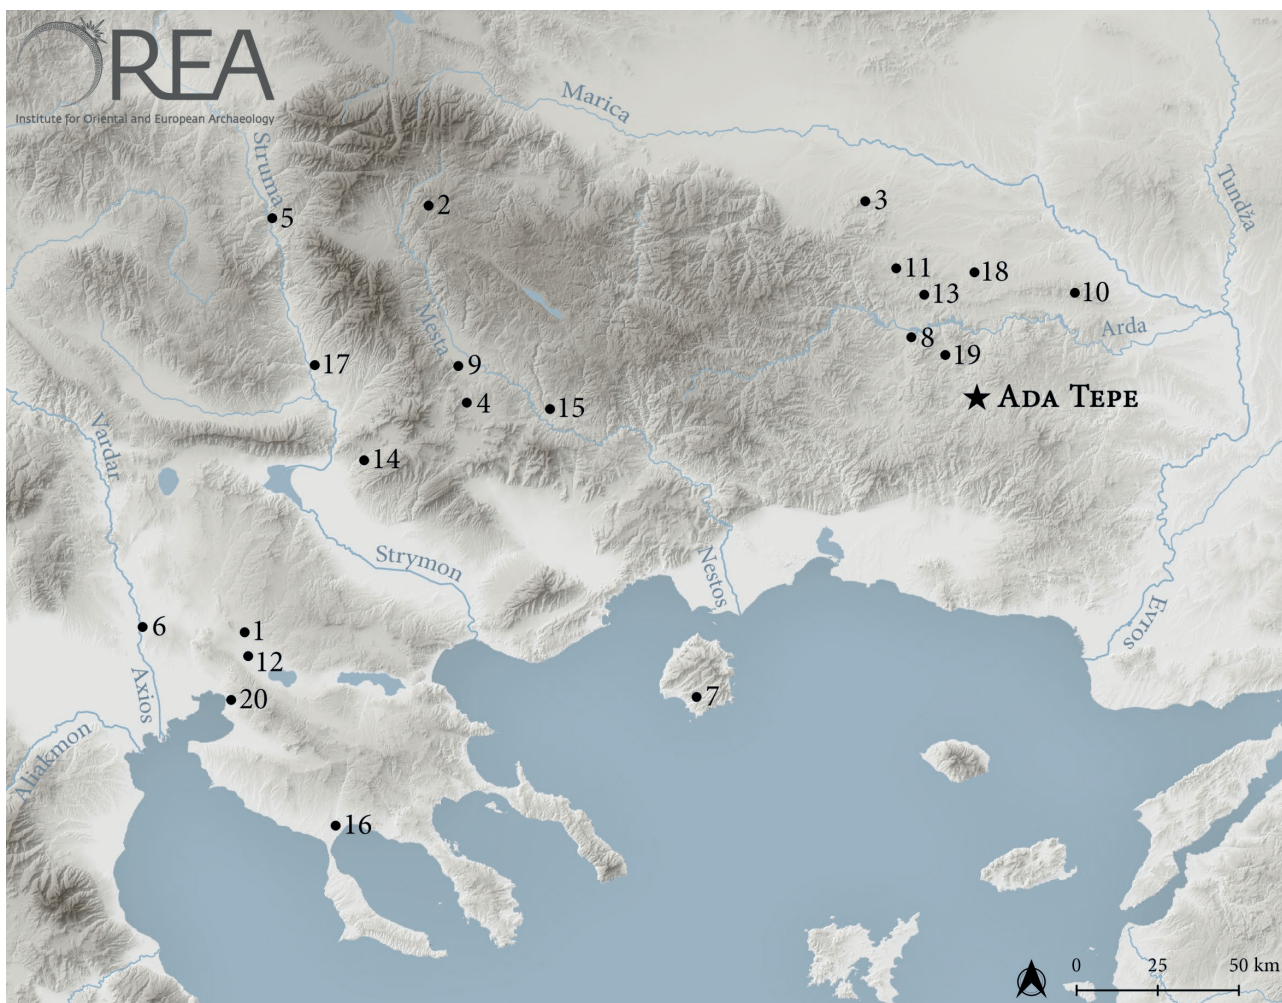 OREA
Institute for Oriental and European Archaeology
Marica
Struma
Tundža
2
3
5
11
18
13
10
Mesta
Arda
8
19
17
9
4
15
ADA TEPE
Vardar
14
Strymon
Nestos
Evros
6
1
12
Axios
20
7
Aliakmon
16
0
25
50 km